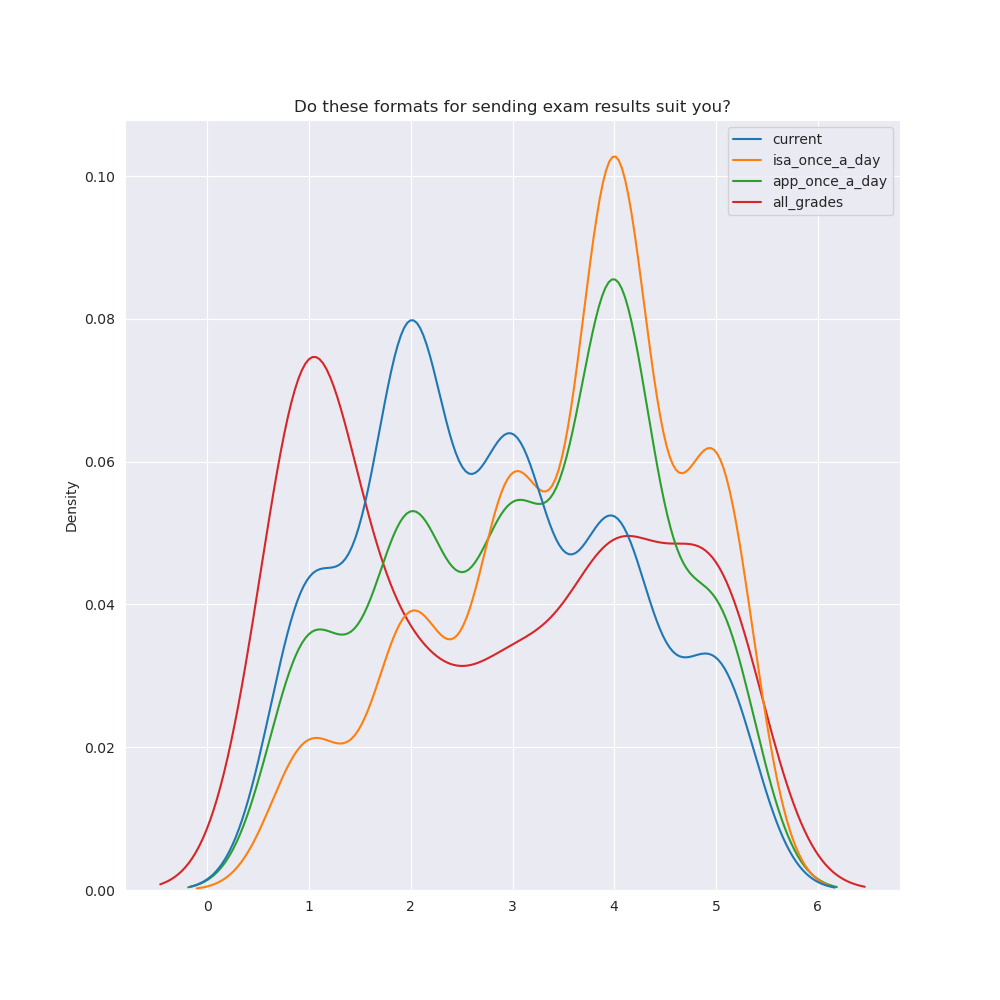 Do these formats for sending exam results suit you?
current
isa_once_a_day
app_once_a_day
all_grades
0.10
0.08
0.06
0.04
0.02
0.00
Density
0 1 2 3 4 5 6